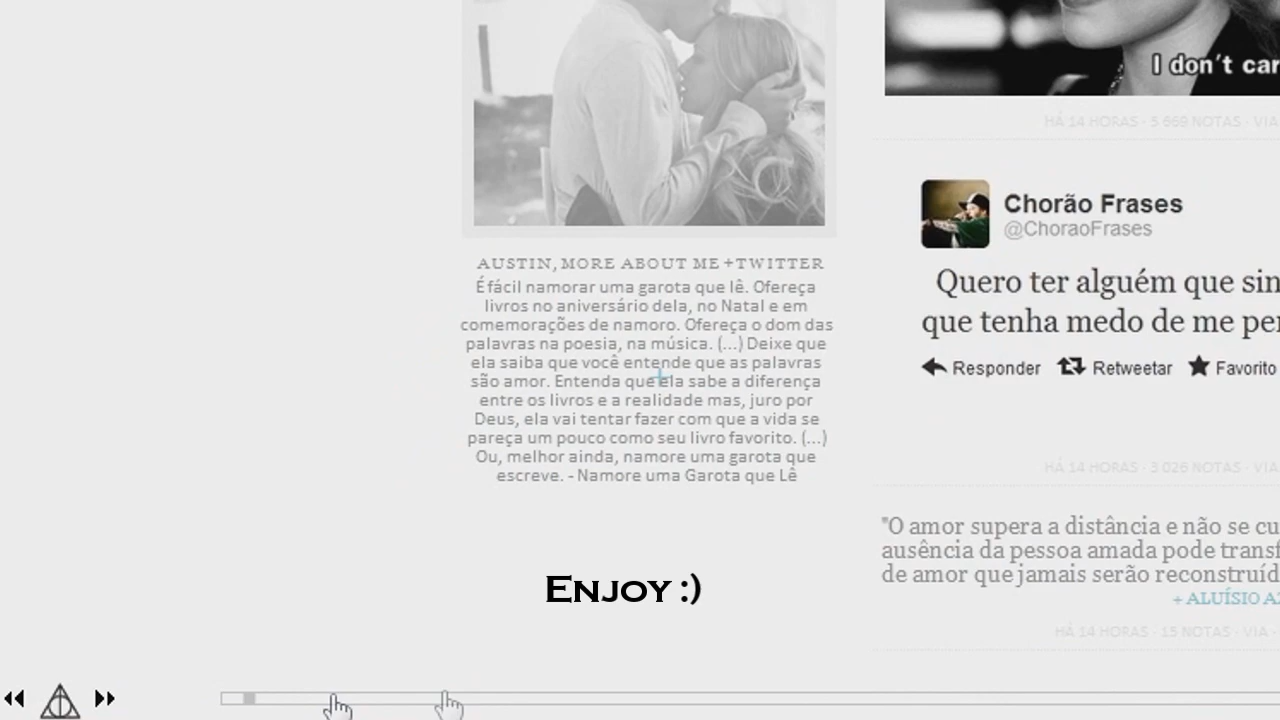 I don't car
HÁ 14 HORAS · 5 669 NOTAS · VIA
Chorão Frases
@ChoraoFrases
Quero ter alguém que sin
que tenha medo de me per
Responder Retweetar Favorito
HÁ 14 HORAS · 3 026 NOTAS · VIA
"O amor supera a distância e não se cu
ausência da pessoa amada pode transf
de amor que jamais serão reconstruíd
+ ALUÍSIO AZ
HÁ 14 HORAS · 15 NOTAS · VIA ·
AUSTIN, MORE ABOUT ME +TWITTER
É fácil namorar uma garota que lê. Ofereça
livros no aniversário dela, no Natal e em
comemorações de namoro. Ofereça o dom das
palavras na poesia, na música. (...) Deixe que
ela saiba que você entende que as palavras
são amor. Entenda que ela sabe a diferença
entre os livros e a realidade mas, juro por
Deus, ela vai tentar fazer com que a vida se
pareça um pouco como seu livro favorito. (...)
Ou, melhor ainda, namore uma garota que
escreve. - Namore uma Garota que Lê
Enjoy :)